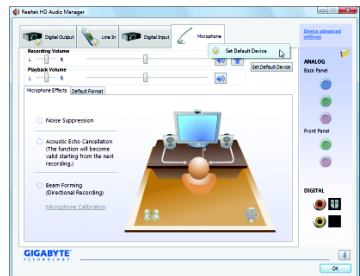 Realtek HD Audio Manager
Digital Output
Line In
Digital Input
Microphone
Device advanced
settings
Set Default Device
Recording Volume
L
R
Set Default Device
Playback Volume
L
R
ANALOG
Back Panel
Microphone Effects
Default Format
Noise Suppression
Acoustic Echo Cancellation
(The function will become
valid starting from the next
recording.)
Beam Forming
(Directional Recording)
Microphone Calibration
Front Panel
DIGITAL
GIGABYTE
TECHNOLOGY
OK